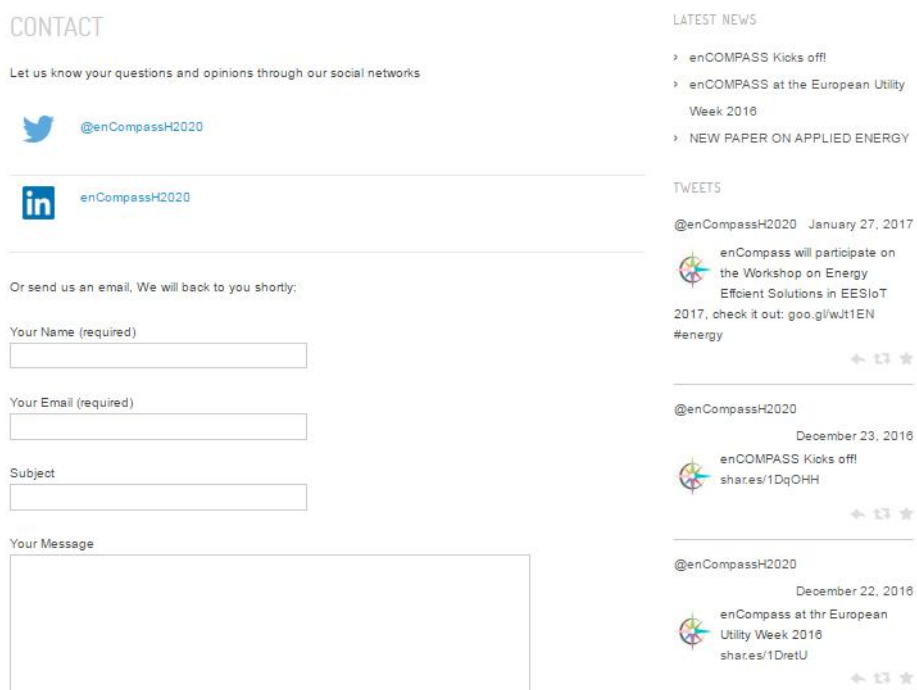 CONTACT
Let us know your questions and opinions through our social networks
@enCompassH2020
in
enCompassH2020
Or send us an email, We will back to you shortly:
Your Name (required)
Your Email (required)
Subject
Your Message
LATEST NEWS
› enCOMPASS Kicks off!
› enCOMPASS at the European Utility
Week 2016
› NEW PAPER ON APPLIED ENERGY
TWEETS
@enCompassH2020 January 27, 2017
enCompass will participate on
the Workshop on Energy
Effcient Solutions in EESIoT
2017, check it out: goo.gl/wJt1EN
#energy
@enCompassH2020
December 23, 2016
enCOMPASS Kicks off!
shar.es/1DqOHH
@enCompassH2020
December 22, 2016
enCompass at thr European
Utility Week 2016
shar.es/1DretU